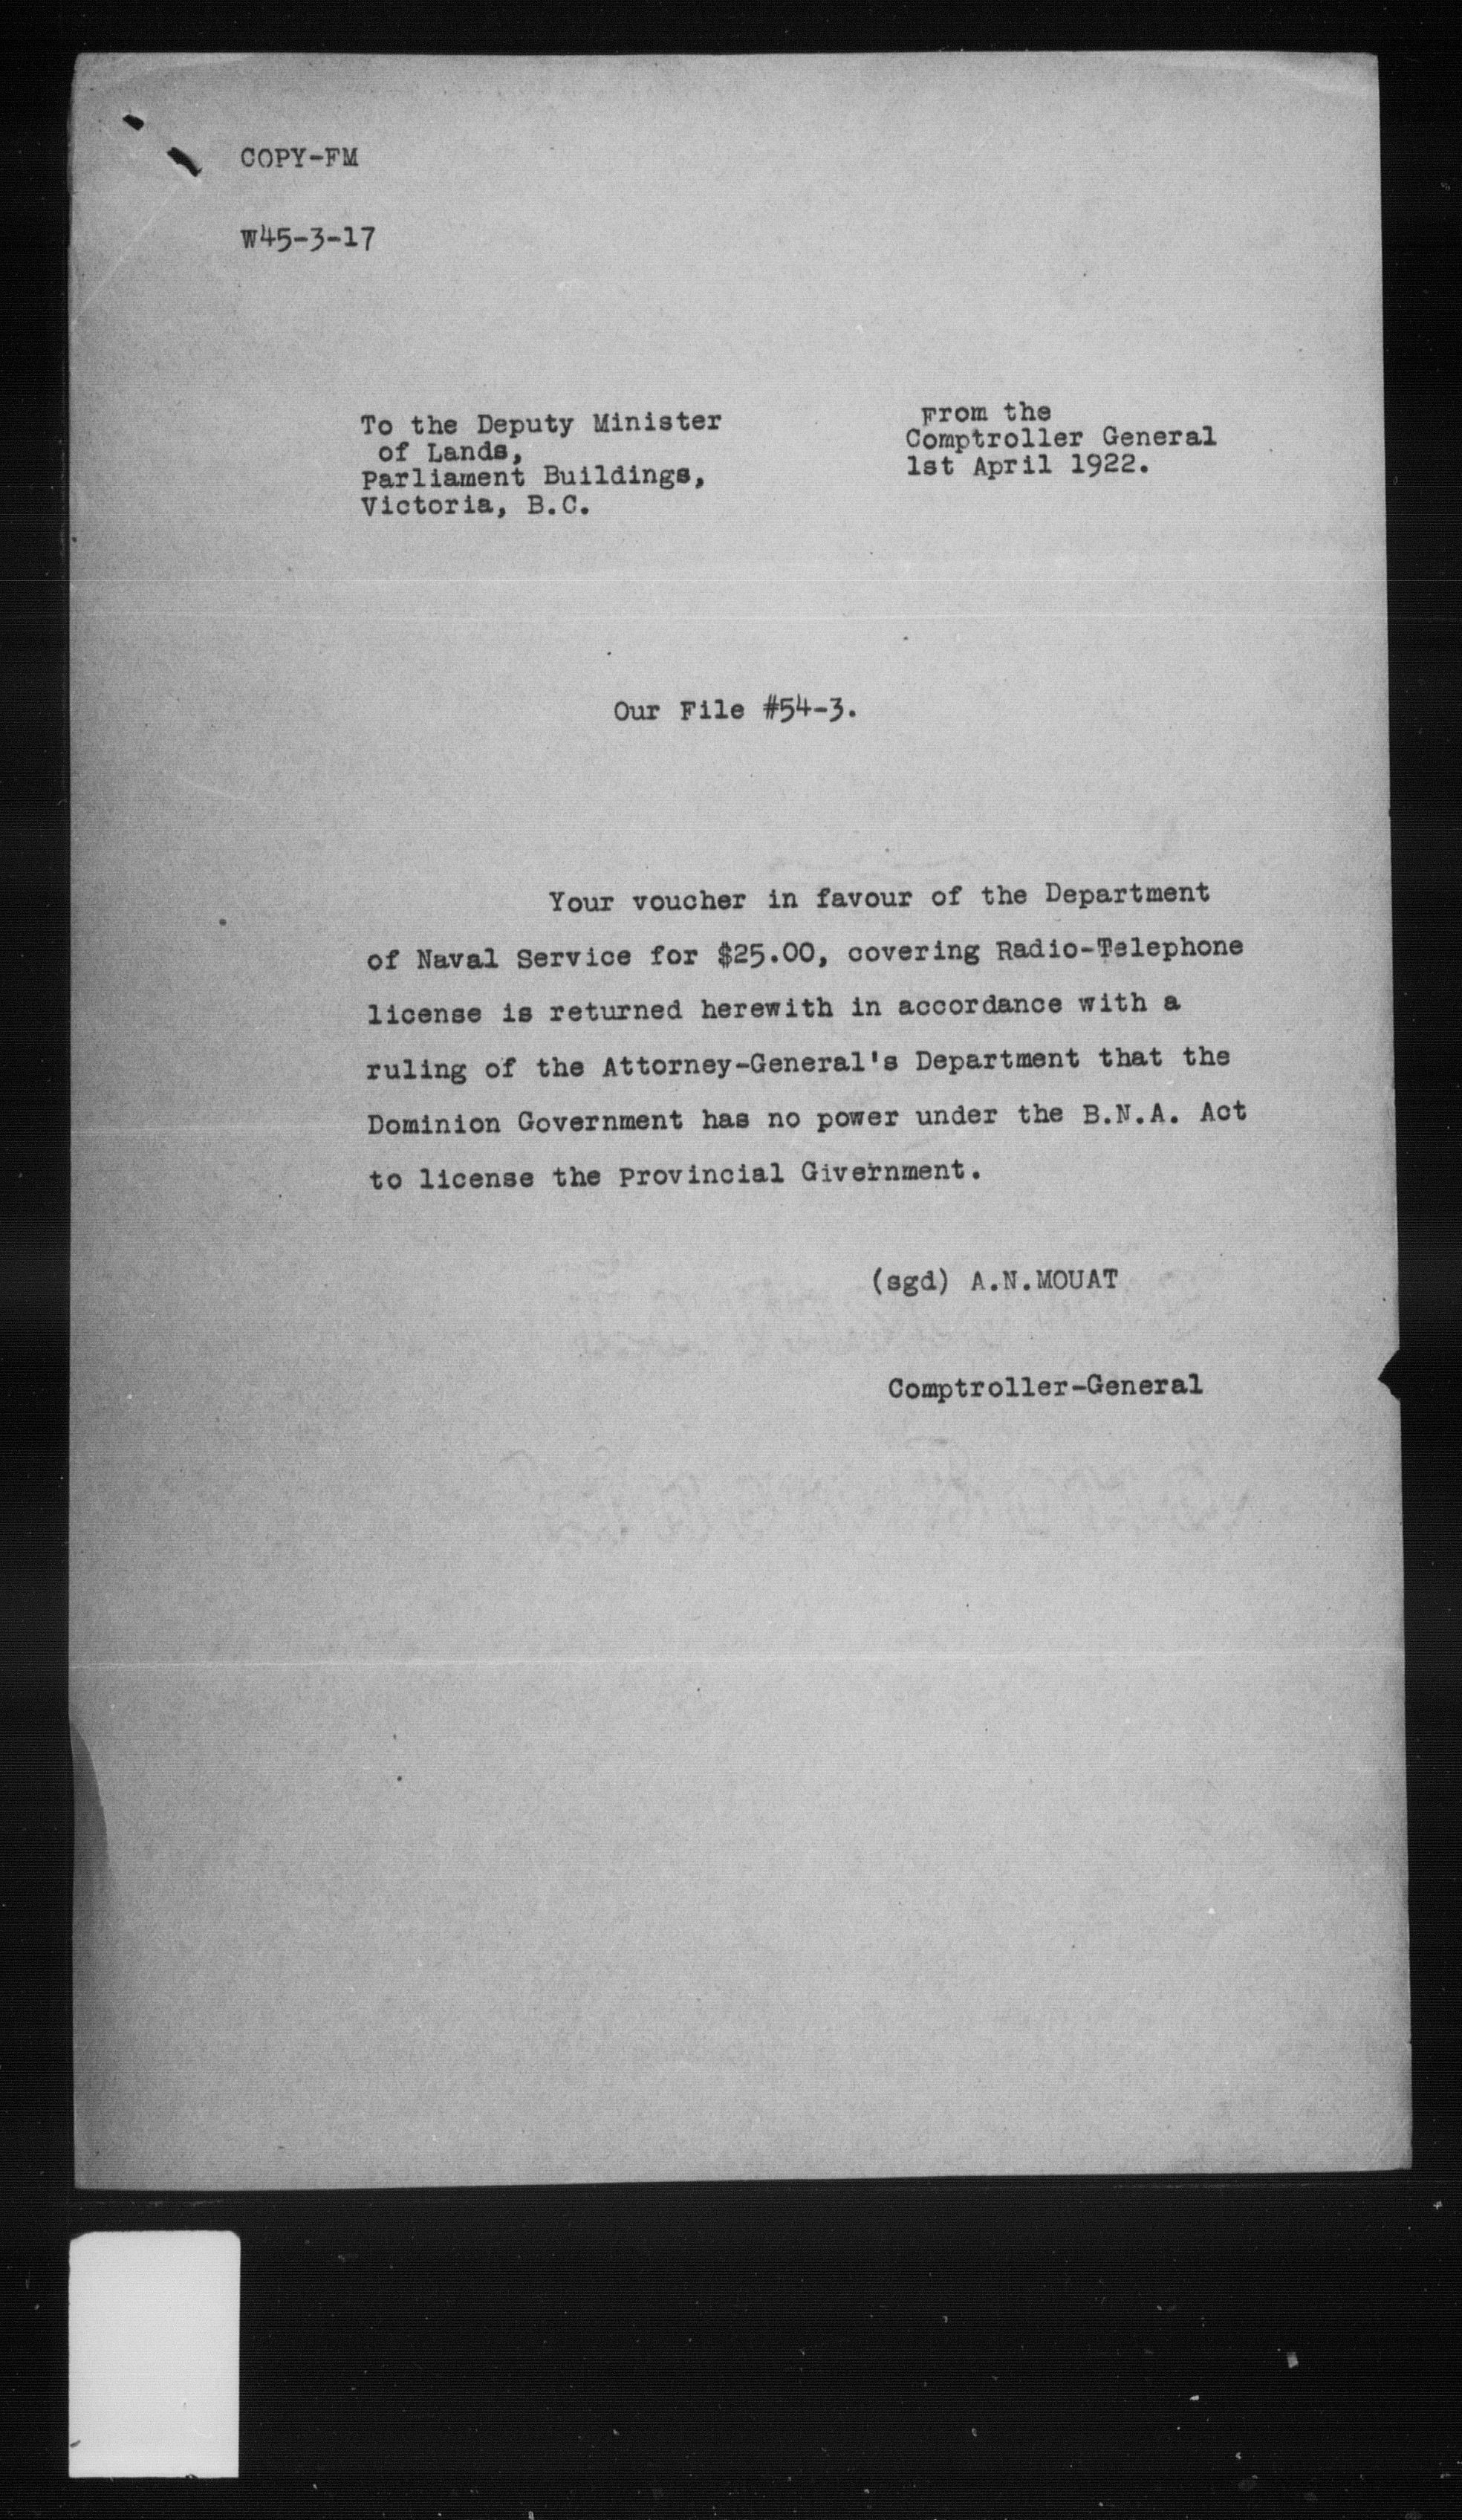 COPY-FM
W45-3-17
To the Deputy Minister
of Lands,
Parliament Buildings,
Victoria, B.C.
From the
Comptroller General
1st April 1922.
Our File #54-3.
Your voucher in favour of the Department
of Naval Service for $25.00, covering Radio-Telephone
license is returned herewith in accordance with a
ruling of the Attorney-General's Department that the
Dominion Government has no power under the B.N.A. Act
to license the Provincial Givernment.
(sgd) A.N.MOUAT
Comptroller-General